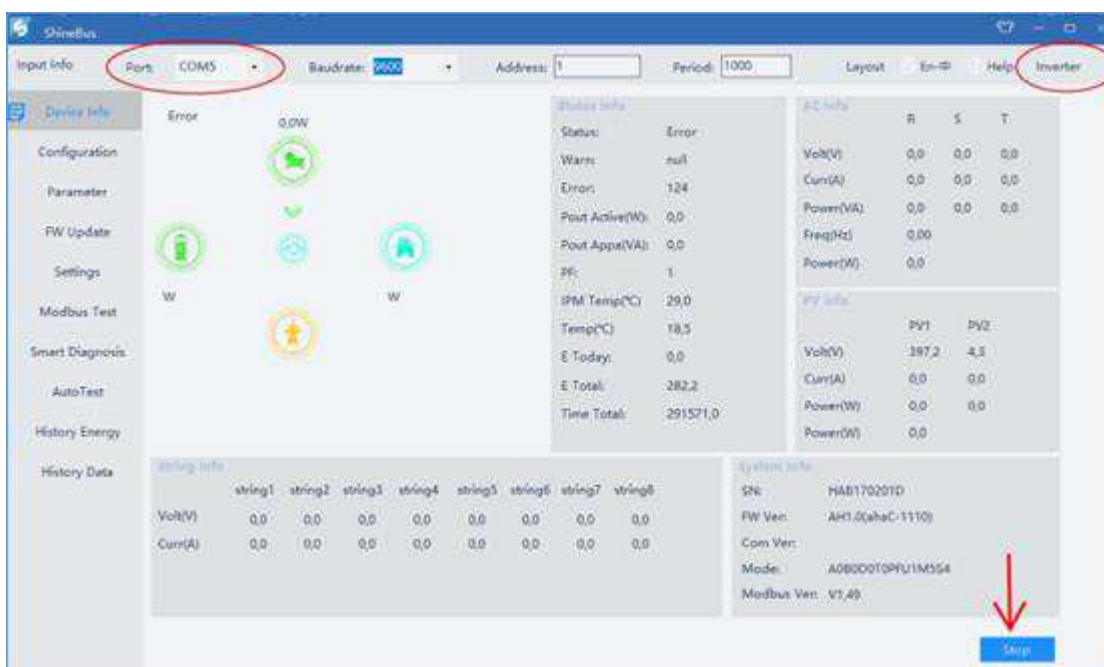 ShineBus
Input Info Port: COM5 Baudrate: 9600 Address: 1 Period: 1000 Layout En-中 Help Inverter
Device Info
Configuration
Parameter
FW Update
Settings
Modbus Test
Smart Diagnosis
AutoTest
History Energy
History Data
Error
0,0W
W W
Status Info
Status: Error
Warn: null
Error: 124
Pout Active(W): 0,0
Pout Appa(VA): 0,0
PF: 1
IPM Temp(℃) 29,0
Temp(℃) 18,5
E Today: 0,0
E Total: 282,2
Time Total: 291571,0
AC Info
R S T
Volt(V) 0,0 0,0 0,0
Curr(A) 0,0 0,0 0,0
Power(VA) 0,0 0,0 0,0
Freq(Hz) 0,00
Power(W) 0,0
PV Info
PV1 PV2
Volt(V) 397,2 4,3
Curr(A) 0,0 0,0
Power(W) 0,0 0,0
Power(W) 0,0
String Info
string1 string2 string3 string4 string5 string6 string7 string8
Volt(V) 0,0 0,0 0,0 0,0 0,0 0,0 0,0 0,0
Curr(A) 0,0 0,0 0,0 0,0 0,0 0,0 0,0 0,0
System Info
SN: HAB170201D
FW Ver: AH1.0(ahaC-1110)
Com Ver:
Mode: A0B0D0T0PFU1M5S4
Modbus Ver: V1,49
Stop